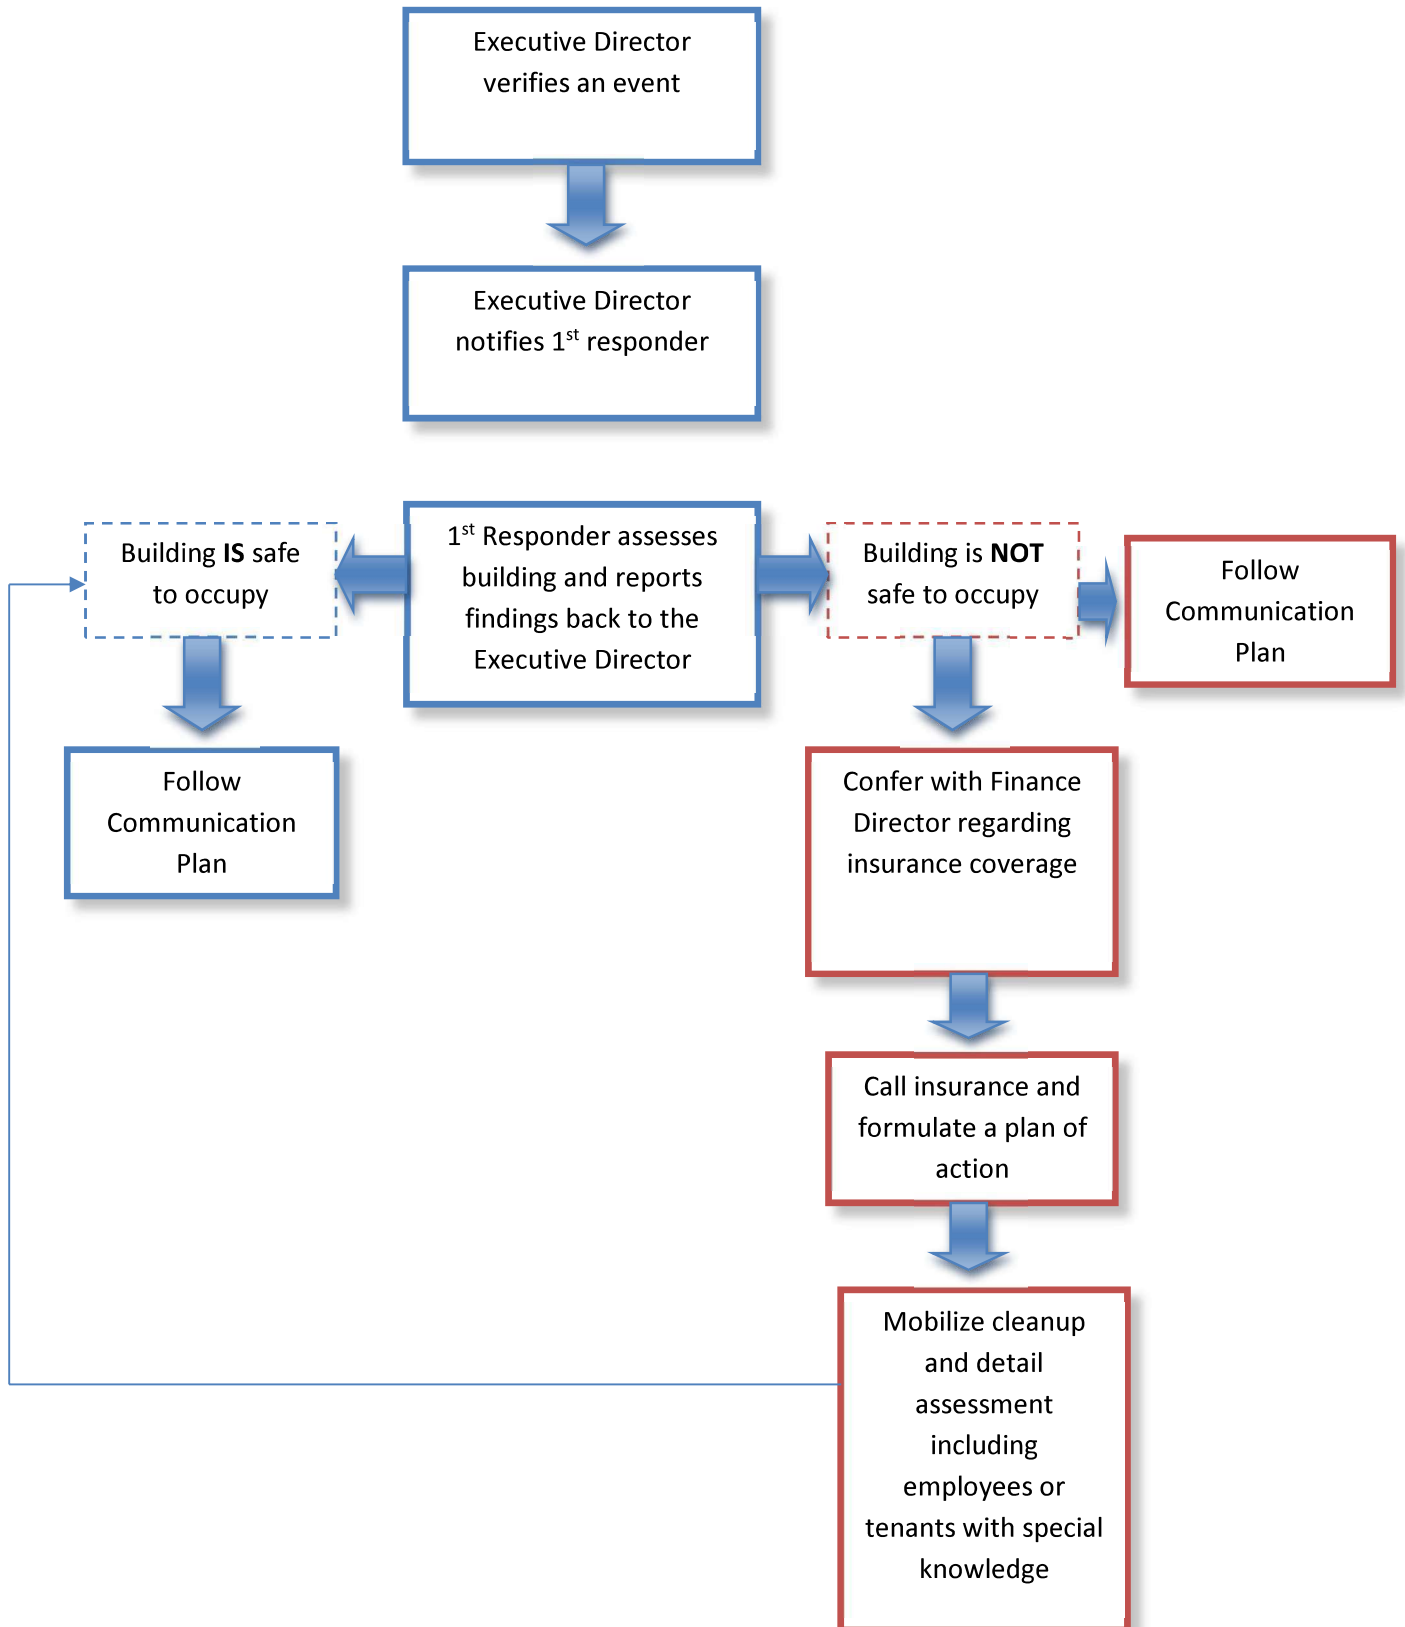 Executive Director
verifies an event
Executive Director
notifies 1st responder
Building IS safe
to occupy
1st Responder assesses
building and reports
findings back to the
Executive Director
Building is NOT
safe to occupy
Follow
Communication
Plan
Follow
Communication
Plan
Confer with Finance
Director regarding
insurance coverage
Call insurance and
formulate a plan of
action
Mobilize cleanup
and detail
assessment
including
employees or
tenants with special
knowledge